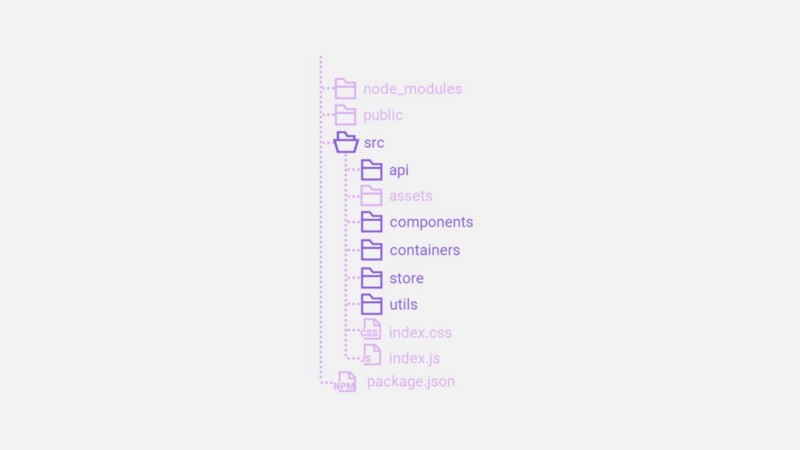 node_modules
public
src
api
assets
components
containers
store
utils
CSS index.css
JS index.js
NPM package.json